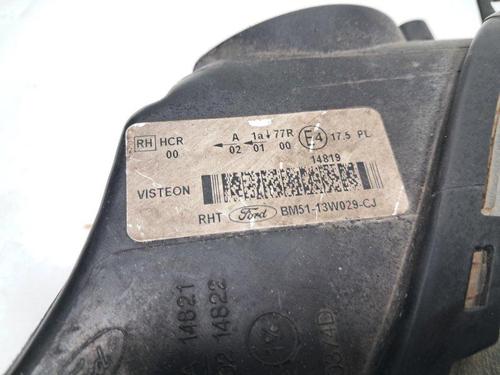 RH HCR A 1a↓77R E4 17.5 PL
00 ←02 ←01 00
14819
VISTEON
RHT Ford BM51-13W029-CJ
14821
14822
Ford